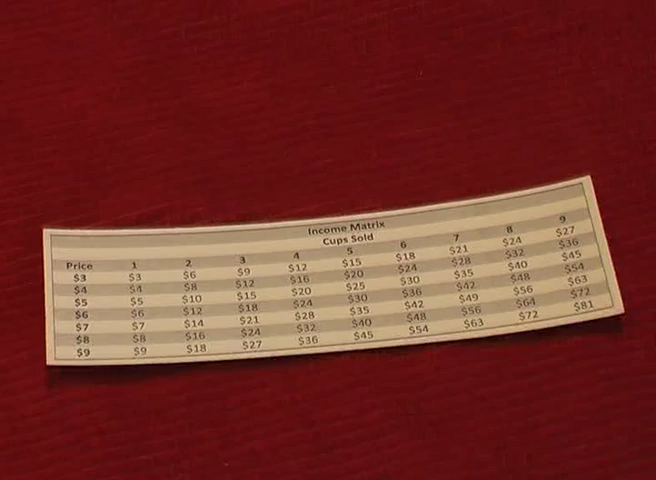 Income Matrix
Cups Sold
Price 1 2 3 4 5 6 7 8 9
$3 $3 $6 $9 $12 $15 $18 $21 $24 $27
$4 $4 $8 $12 $16 $20 $24 $28 $32 $36
$5 $5 $10 $15 $20 $25 $30 $35 $40 $45
$6 $6 $12 $18 $24 $30 $36 $42 $48 $54
$7 $7 $14 $21 $28 $35 $42 $49 $56 $63
$8 $8 $16 $24 $32 $40 $48 $56 $64 $72
$9 $9 $18 $27 $36 $45 $54 $63 $72 $81